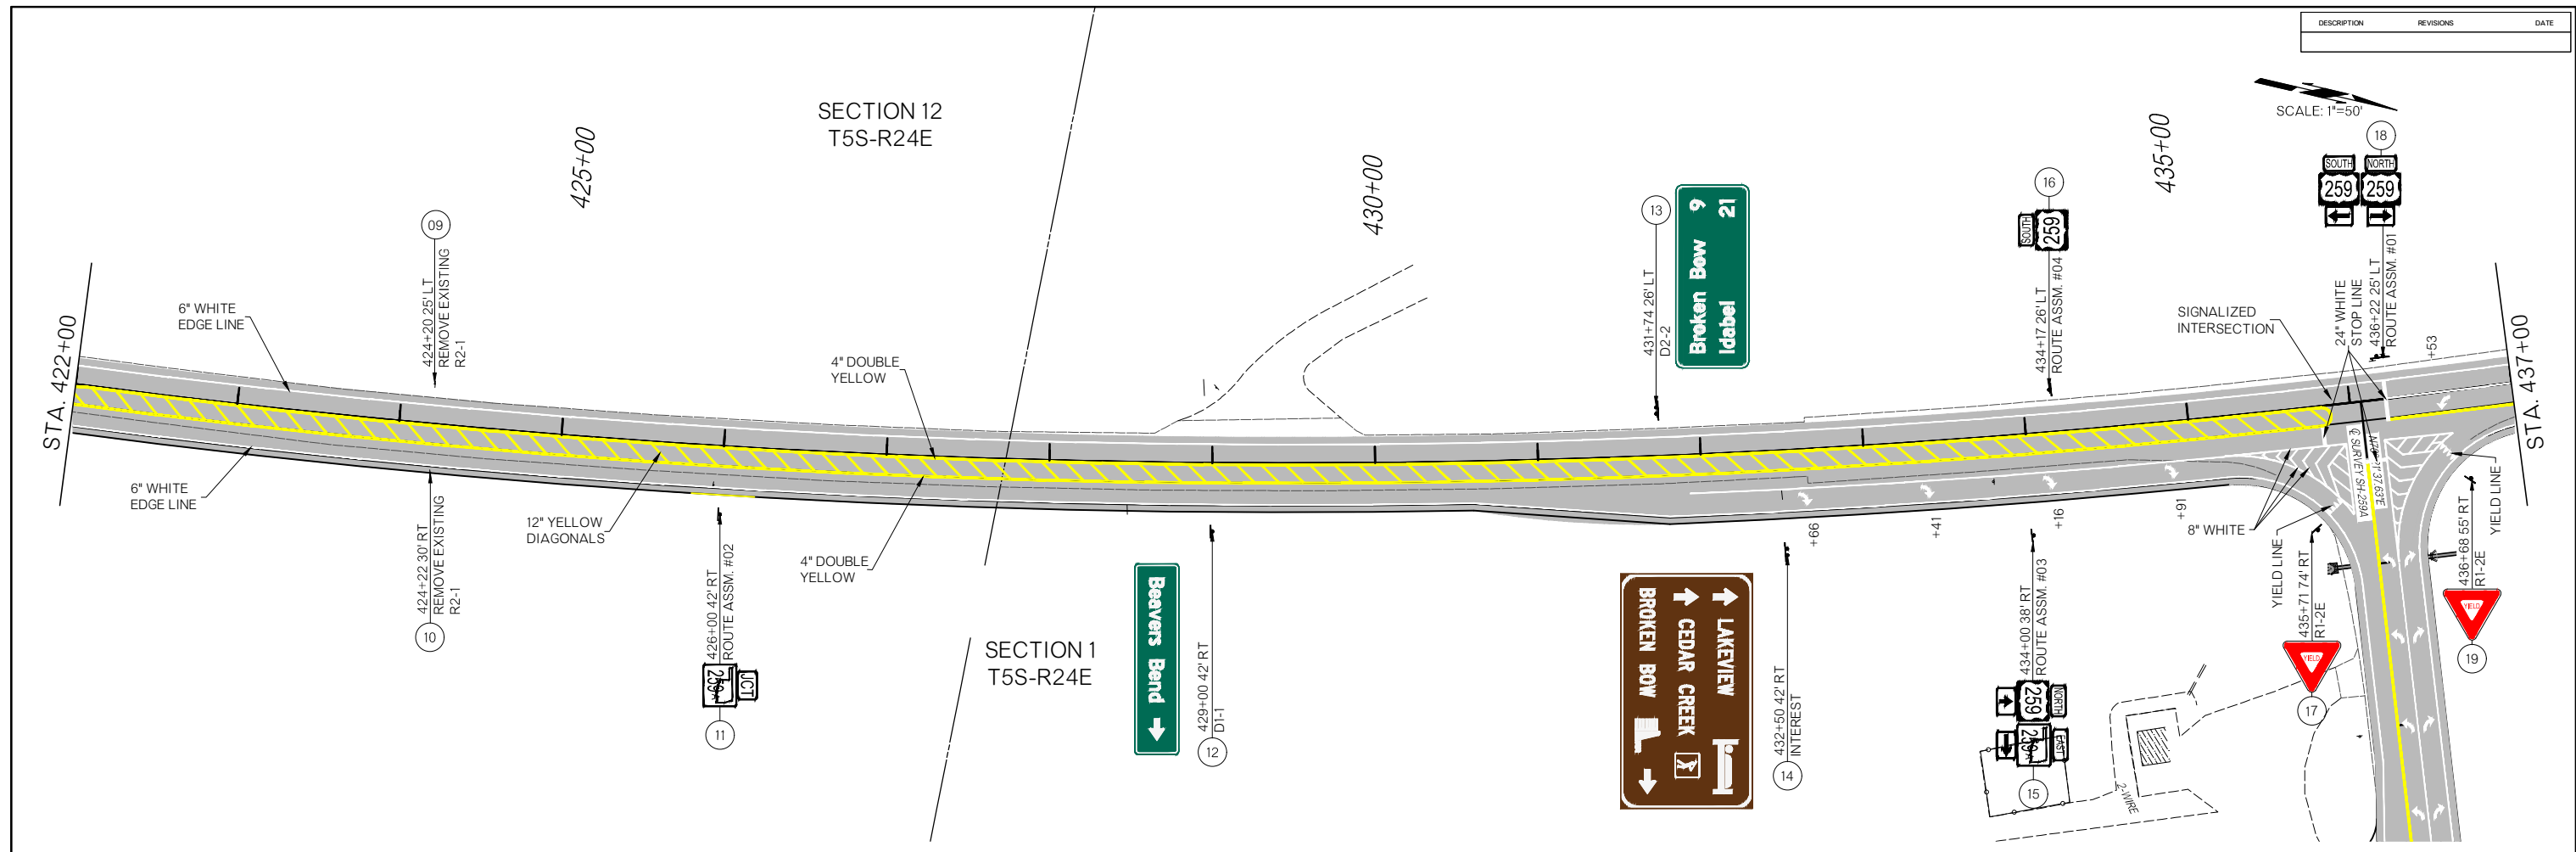 DESCRIPTION REVISIONS DATE
SCALE: 1"=50'
SECTION 12
T5S-R24E
425+00
430+00
435+00
STA. 422+00
STA. 437+00
6" WHITE
EDGE LINE
09
424+20 25' LT
REMOVE EXISTING
R2-1
4" DOUBLE
YELLOW
13
431+74 26' LT
D2-2
Broken Bow 9
Idabel 21
16
SOUTH
259
434+17 26' LT
ROUTE ASSM. #04
18
SOUTH NORTH
259 259
436+22 25' LT
ROUTE ASSM. #01
SIGNALIZED
INTERSECTION
24" WHITE
STOP LINE
+53
6" WHITE
EDGE LINE
424+22 30' RT
REMOVE EXISTING
R2-1
10
12" YELLOW
DIAGONALS
426+00 42' RT
ROUTE ASSM. #02
JCT
259A
11
4" DOUBLE
YELLOW
SECTION 1
T5S-R24E
Beavers Bend
429+00 42' RT
D1-1
12
LAKEVIEW
CEDAR CREEK
BROKEN BOW
432+50 42' RT
INTEREST
14
+66
+41
+16
+91
434+00 38' RT
ROUTE ASSM. #03
NORTH
259
EAST
259A
15
2-WIRE
8" WHITE
YIELD LINE
435+71 74' RT
R1-2E
YIELD
17
℄ SURVEY SH-259A
YIELD LINE
436+68 55' RT
R1-2E
YIELD
19